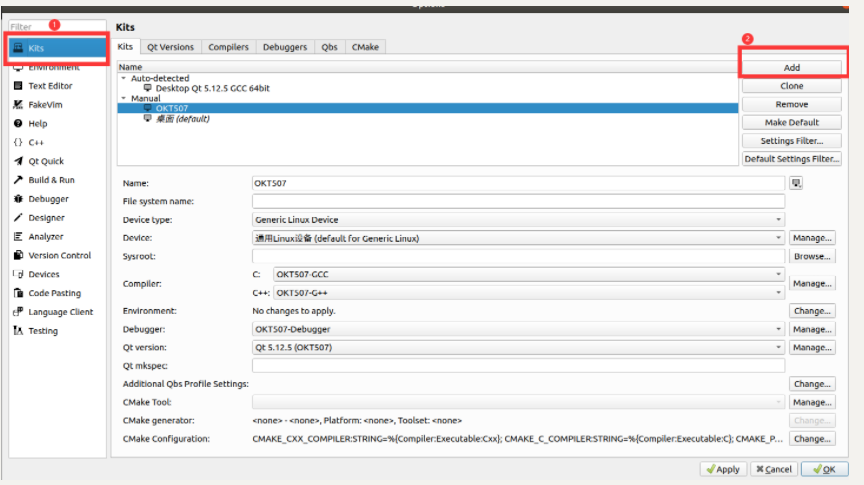 Options
Filter
1
Kits
Kits
Environment
Text Editor
FakeVim
Help
{} C++
Qt Quick
Build & Run
Debugger
Designer
Analyzer
Version Control
Devices
Code Pasting
Language Client
Testing
Kits Qt Versions Compilers Debuggers Qbs CMake
2
Name
Auto-detected
Desktop Qt 5.12.5 GCC 64bit
Manual
OKT507
桌面 (default)
Add
Clone
Remove
Make Default
Settings Filter...
Default Settings Filter...
Name: OKT507
File system name:
Device type: Generic Linux Device
Device: 通用Linux设备 (default for Generic Linux) Manage...
Sysroot: Browse...
Compiler: C: OKT507-GCC Manage...
C++: OKT507-G++
Environment: No changes to apply. Change...
Debugger: OKT507-Debugger Manage...
Qt version: Qt 5.12.5 (OKT507) Manage...
Qt mkspec:
Additional Qbs Profile Settings: Change...
CMake Tool: Manage...
CMake generator: <none> - <none>, Platform: <none>, Toolset: <none> Change...
CMake Configuration: CMAKE_CXX_COMPILER:STRING=%{Compiler:Executable:Cxx}; CMAKE_C_COMPILER:STRING=%{Compiler:Executable:C}; CMAKE_P... Change...
Apply Cancel OK